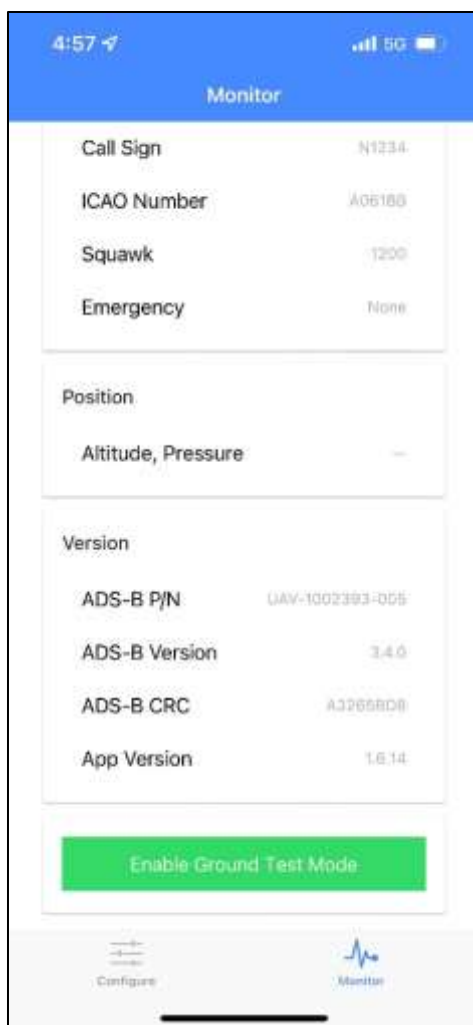 4:57
5G
Monitor
Call Sign N1234
ICAO Number A061BB
Squawk 1200
Emergency None
Position
Altitude, Pressure --
Version
ADS-B P/N UAV-1002393-005
ADS-B Version 3.4.0
ADS-B CRC
App Version 1.6.14
Enable Ground Test Mode
Configure
Monitor